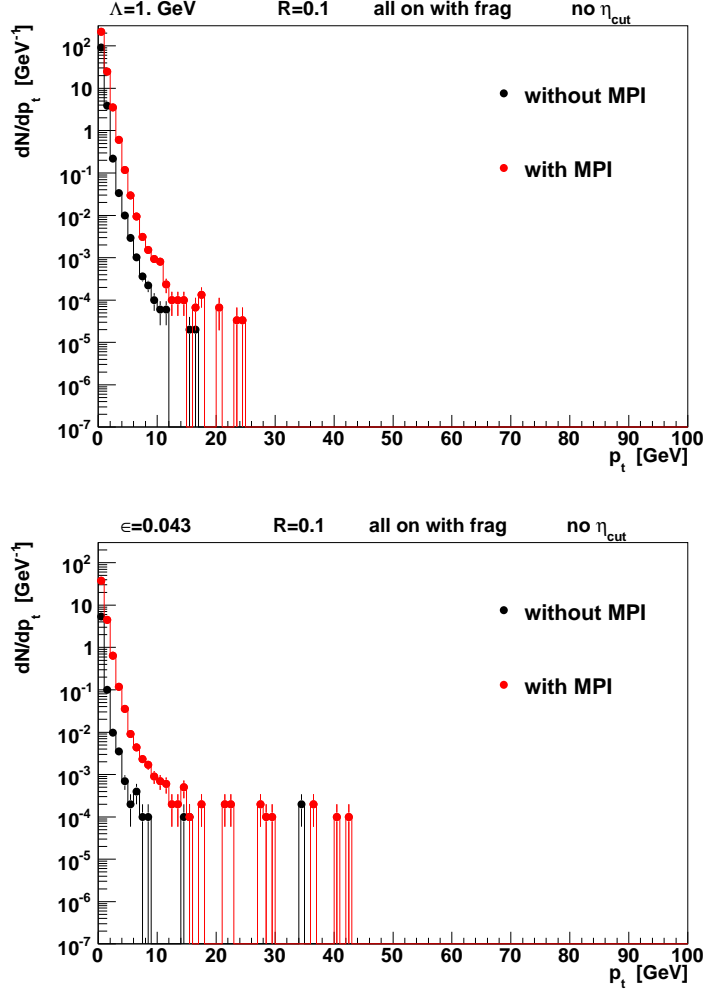 Λ=1. GeV R=0.1 all on with frag no η_cut
dN/dp_t [GeV⁻¹]
10²
10
1
10⁻¹
10⁻²
10⁻³
10⁻⁴
10⁻⁵
10⁻⁶
10⁻⁷
without MPI
with MPI
0 10 20 30 40 50 60 70 80 90 100
p_t [GeV]
ϵ=0.043 R=0.1 all on with frag no η_cut
dN/dp_t [GeV⁻¹]
10²
10
1
10⁻¹
10⁻²
10⁻³
10⁻⁴
10⁻⁵
10⁻⁶
10⁻⁷
without MPI
with MPI
0 10 20 30 40 50 60 70 80 90 100
p_t [GeV]